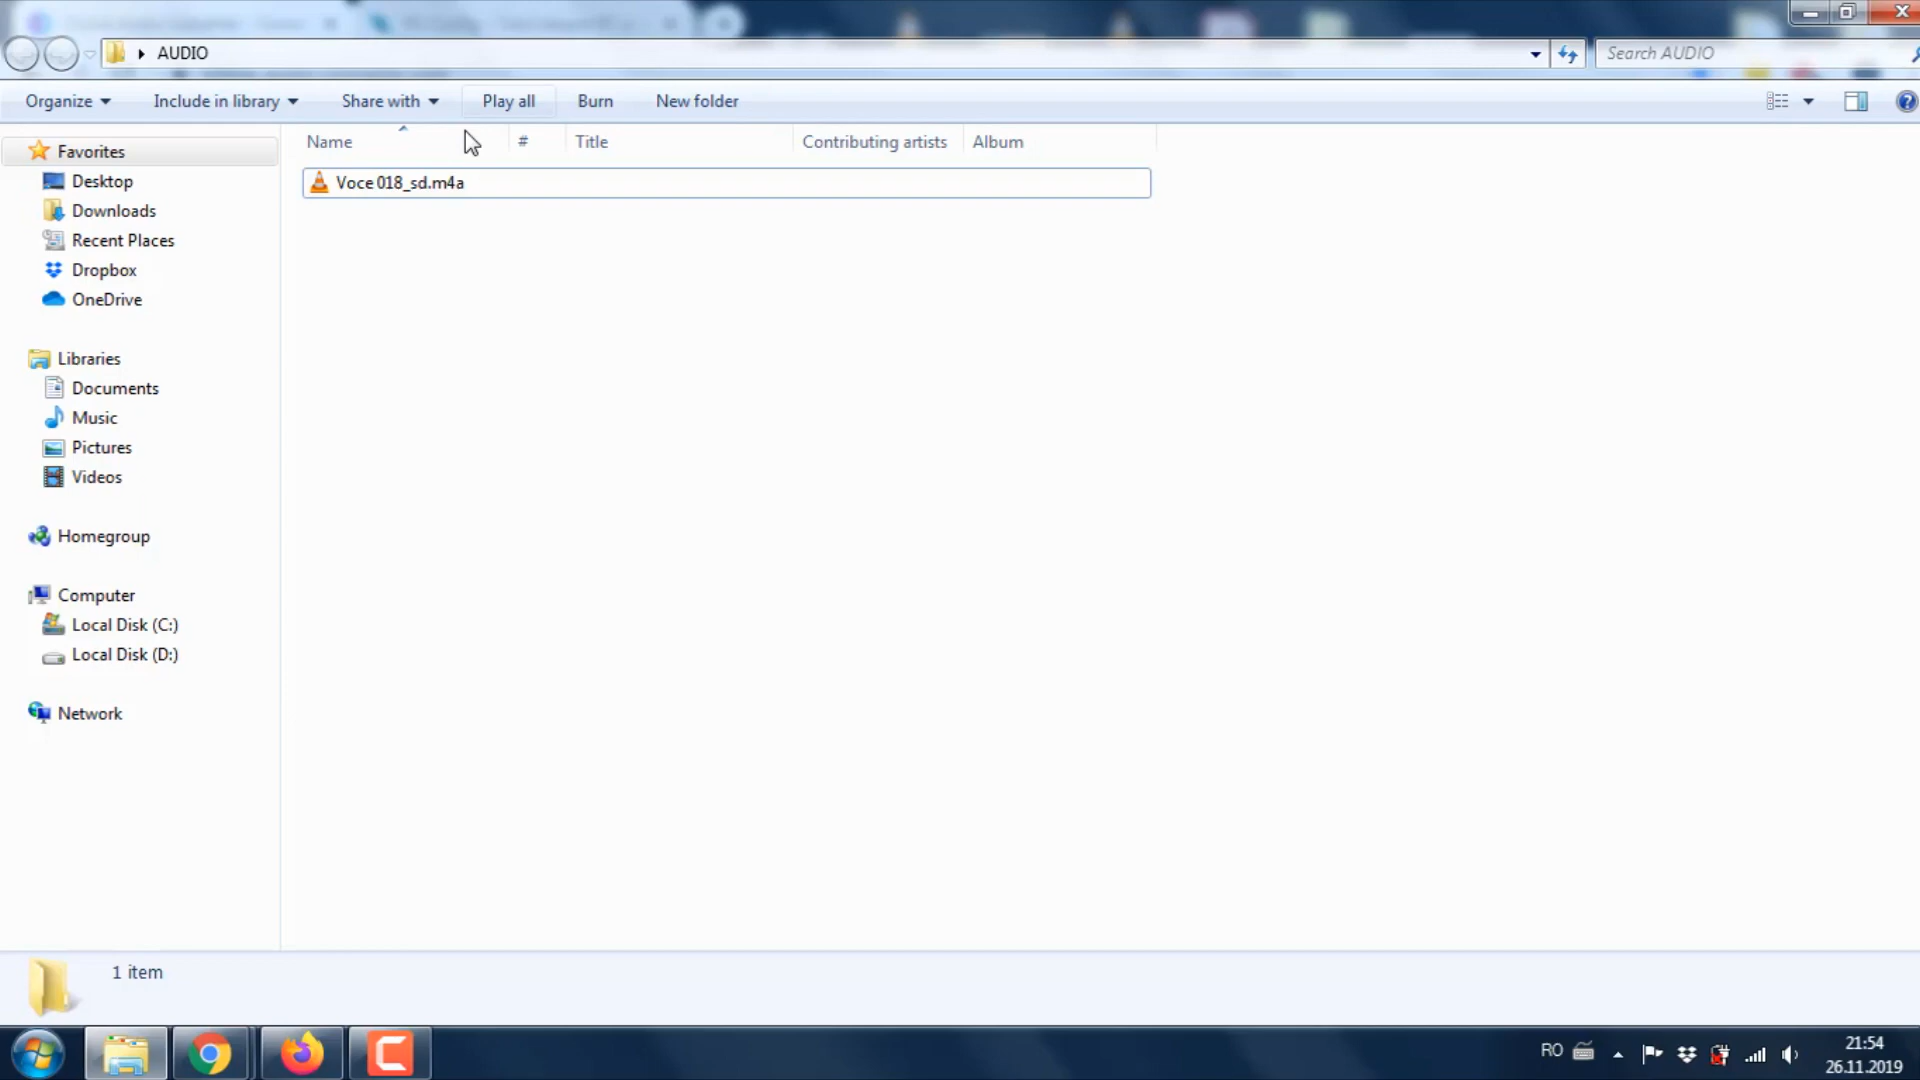 AUDIO
Search AUDIO
Organize
Include in library
Share with
Play all
Burn
New folder
Name
#
Title
Contributing artists
Album
Voce 018_sd.m4a
Favorites
Desktop
Downloads
Recent Places
Dropbox
OneDrive
Libraries
Documents
Music
Pictures
Videos
Homegroup
Computer
Local Disk (C:)
Local Disk (D:)
Network
1 item
RO
21:54
26.11.2019